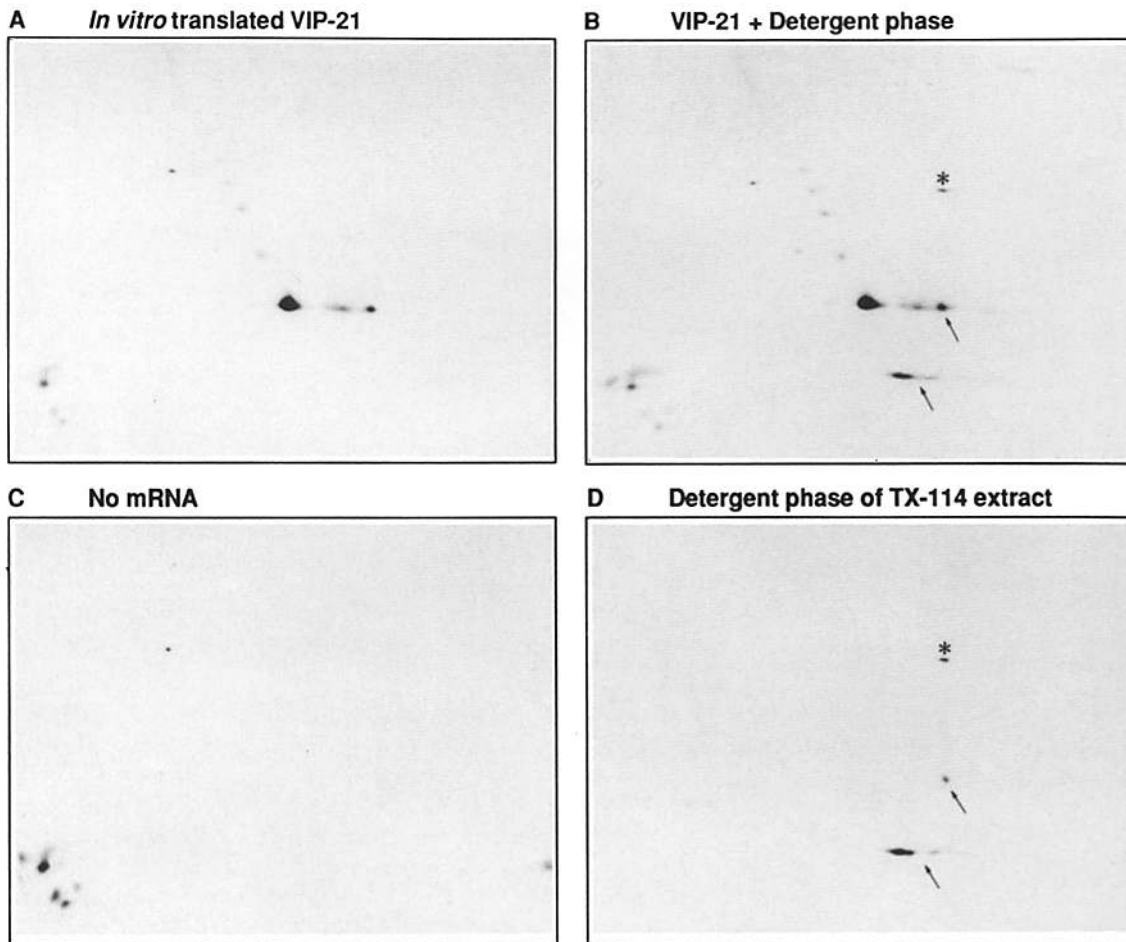 A In vitro translated VIP-21
B VIP-21 + Detergent phase
*
C No mRNA
D Detergent phase of TX-114 extract
*